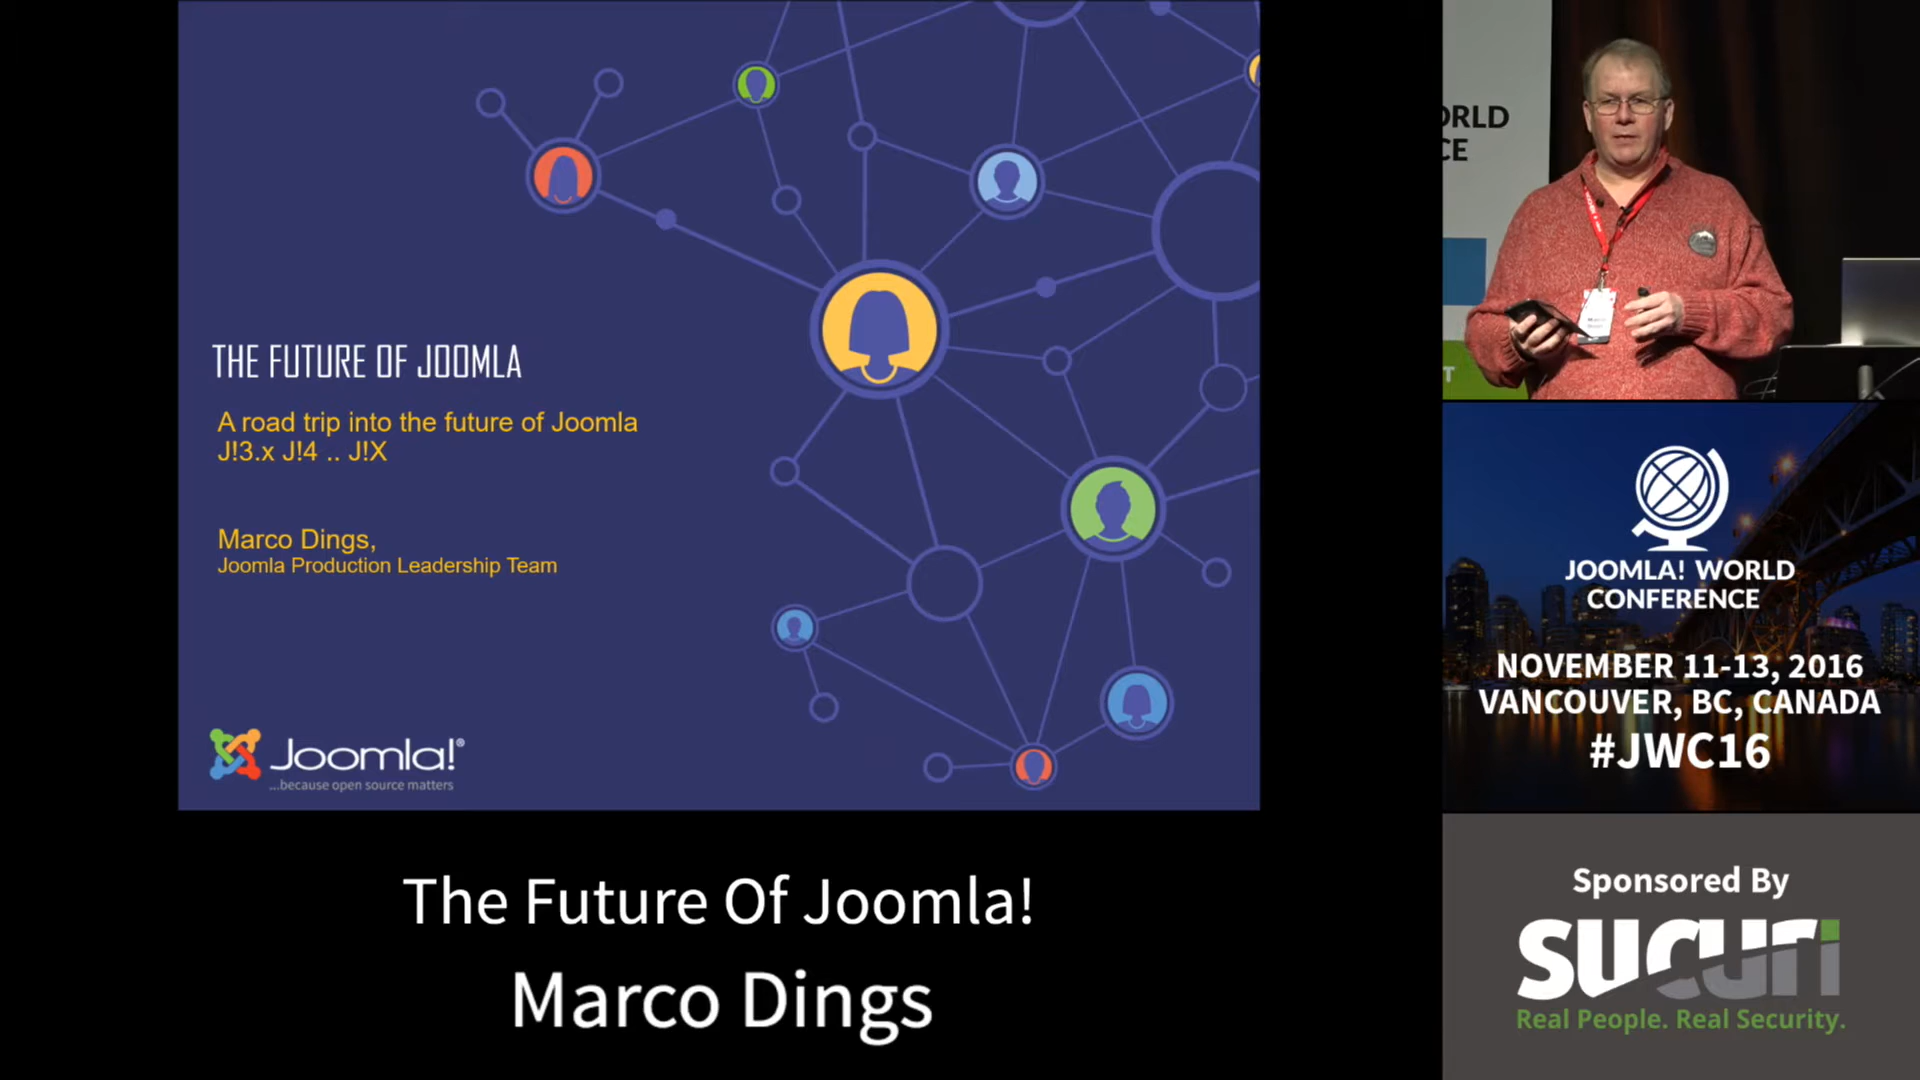 THE FUTURE OF JOOMLA
A road trip into the future of Joomla
J!3.x J!4 .. J!X
Marco Dings,
Joomla Production Leadership Team
Joomla!®
...because open source matters
The Future Of Joomla!
Marco Dings
ORLD
CE
T
JOOMLA! WORLD
CONFERENCE
NOVEMBER 11-13, 2016
VANCOUVER, BC, CANADA
#JWC16
Sponsored By
SUCURI
Real People. Real Security.